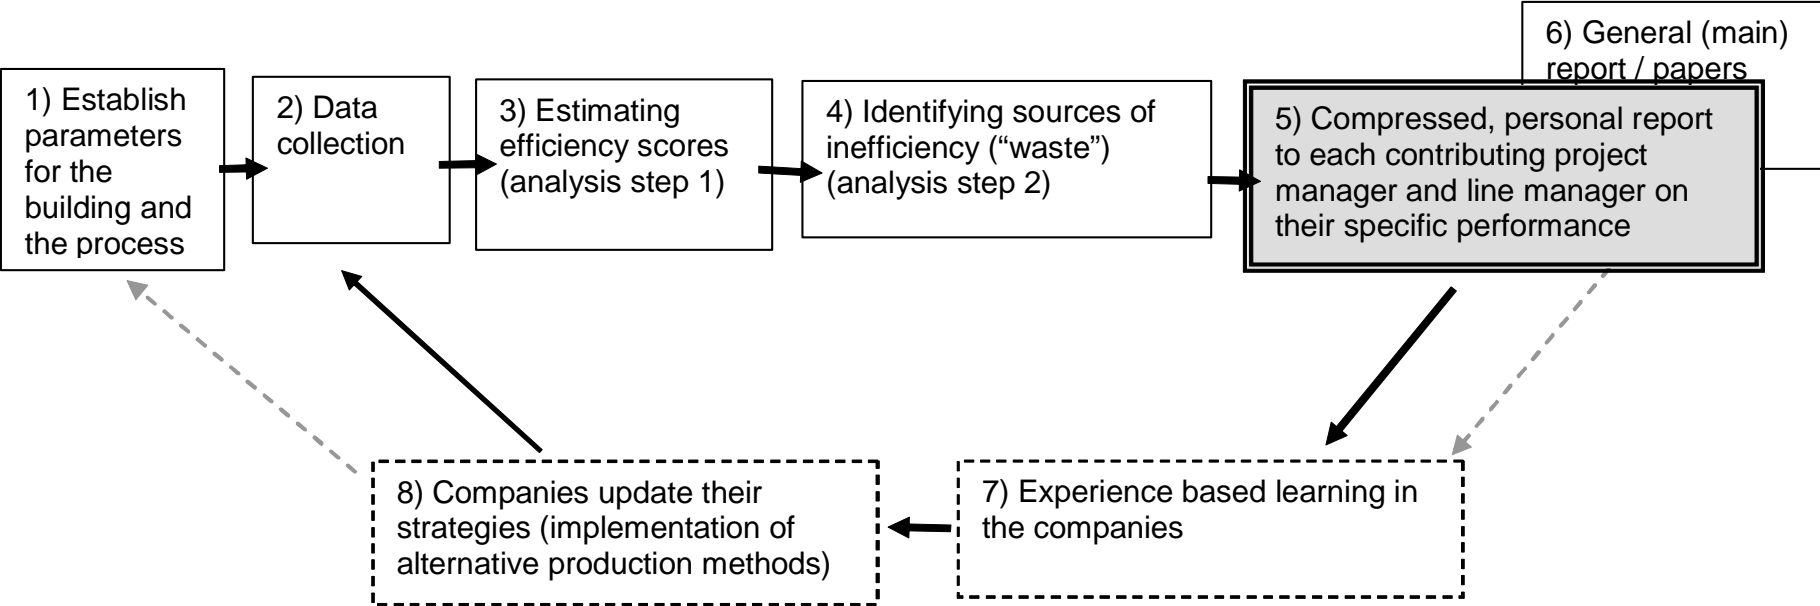 1) Establish
parameters
for the
building and
the process
2) Data
collection
3) Estimating
efficiency scores
(analysis step 1)
4) Identifying sources of
inefficiency (“waste”)
(analysis step 2)
6) General (main)
report / papers
5) Compressed, personal report
to each contributing project
manager and line manager on
their specific performance
7) Experience based learning in
the companies
8) Companies update their
strategies (implementation of
alternative production methods)